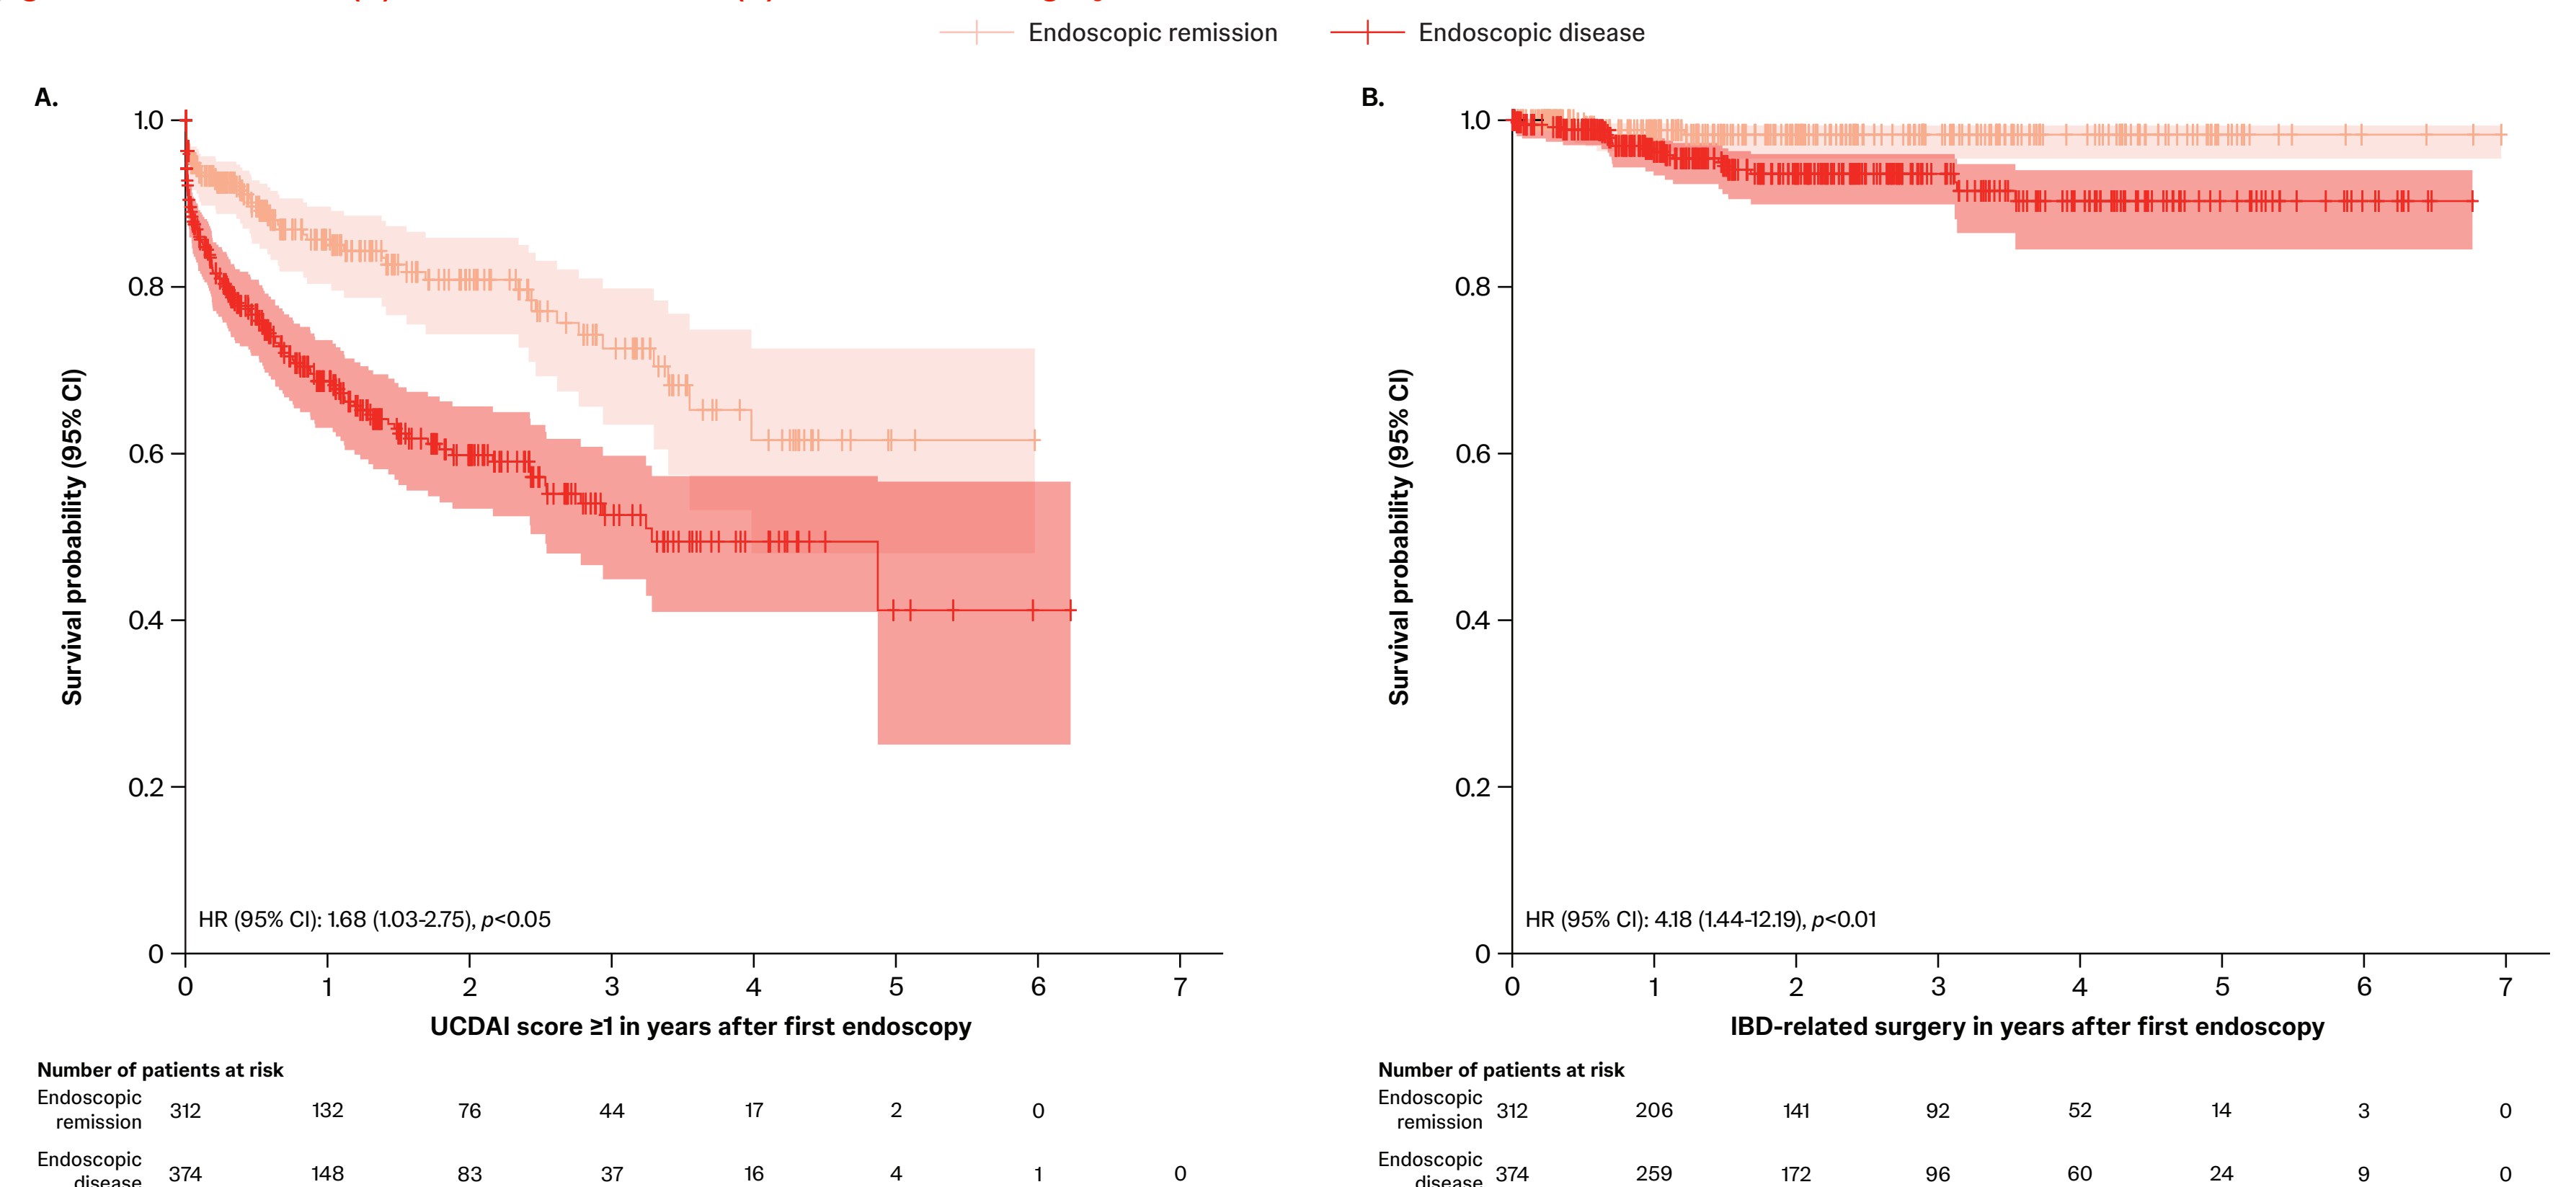 Endoscopic remission Endoscopic disease
A.
1.0
0.8
0.6
0.4
0.2
0
Survival probability (95% CI)
HR (95% CI): 1.68 (1.03-2.75), p<0.05
0 1 2 3 4 5 6 7
UCDAI score ≥1 in years after first endoscopy
Number of patients at risk
Endoscopic
remission 312 132 76 44 17 2 0
Endoscopic
disease 374 148 83 37 16 4 1 0
B.
1.0
0.8
0.6
0.4
0.2
0
Survival probability (95% CI)
HR (95% CI): 4.18 (1.44-12.19), p<0.01
0 1 2 3 4 5 6 7
IBD-related surgery in years after first endoscopy
Number of patients at risk
Endoscopic
remission 312 206 141 92 52 14 3 0
Endoscopic
disease 374 259 172 96 60 24 9 0